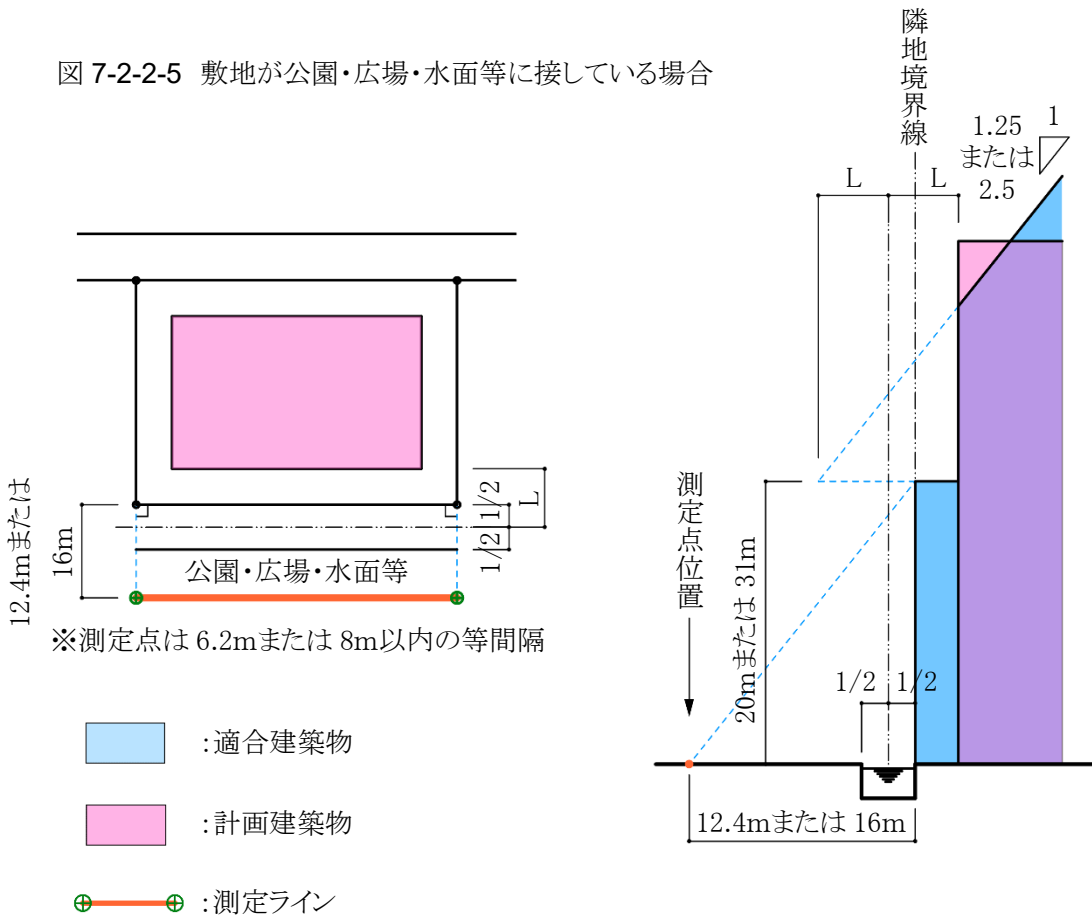 図 7-2-2-5 敷地が公園・広場・水面等に接している場合
12.4mまたは
16m
1/2
1/2
L
公園・広場・水面等
※測定点は 6.2mまたは 8m以内の等間隔
:適合建築物
:計画建築物
:測定ライン
隣地境界線
1.25
または
2.5
1
L
L
測定点位置
20mまたは 31m
1/2
1/2
12.4mまたは 16m